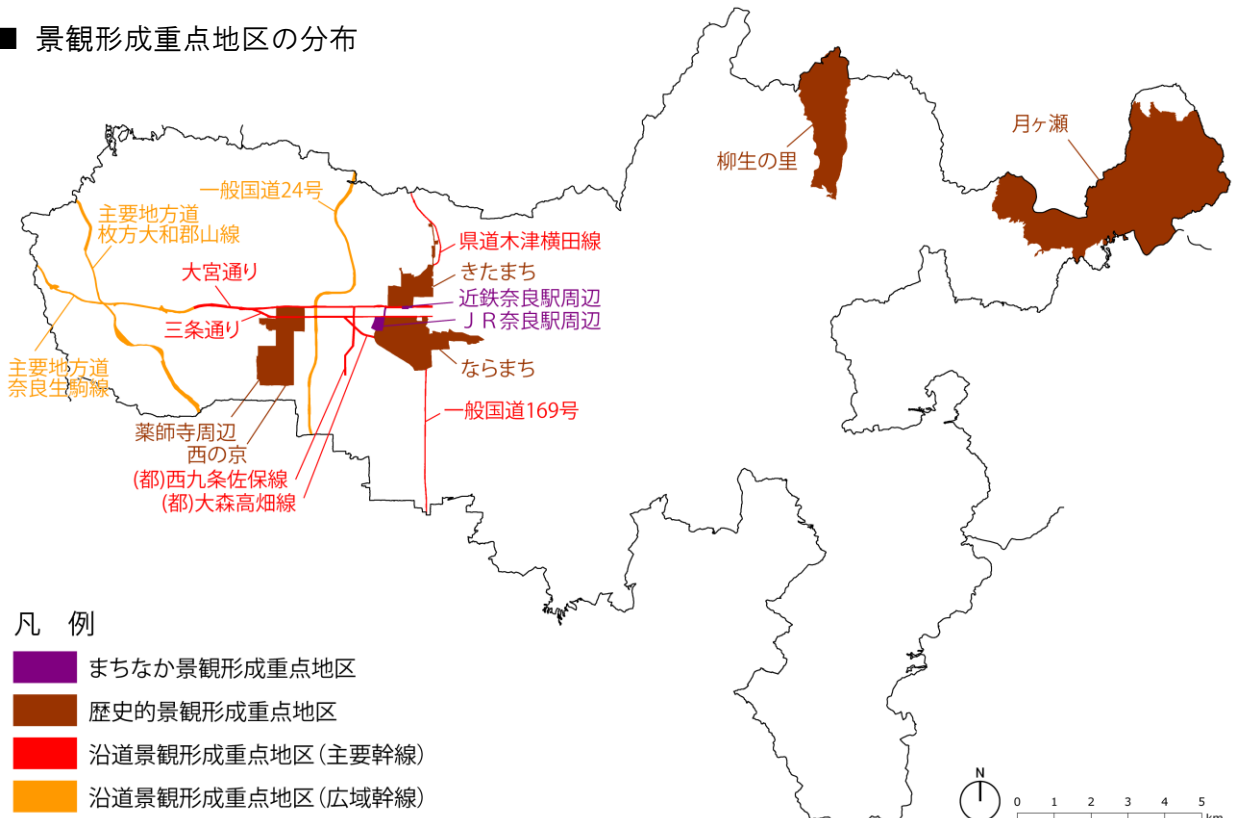 ■ 景観形成重点地区の分布
月ヶ瀬
柳生の里
一般国道24号
主要地方道
枚方大和郡山線
県道木津横田線
大宮通り
きたまち
近鉄奈良駅周辺
JR奈良駅周辺
三条通り
主要地方道
奈良生駒線
ならまち
一般国道169号
薬師寺周辺
西の京
(都)西九条佐保線
(都)大森高畑線
凡 例
まちなか景観形成重点地区
歴史的景観形成重点地区
沿道景観形成重点地区(主要幹線)
沿道景観形成重点地区(広域幹線)
N
0 1 2 3 4 5
km